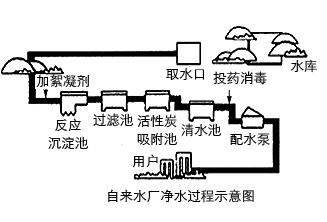 加絮凝剂
取水口
投药消毒
水库
反应
沉淀池
过滤池
活性炭
吸附池
清水池
配水泵
用户
自来水厂净水过程示意图